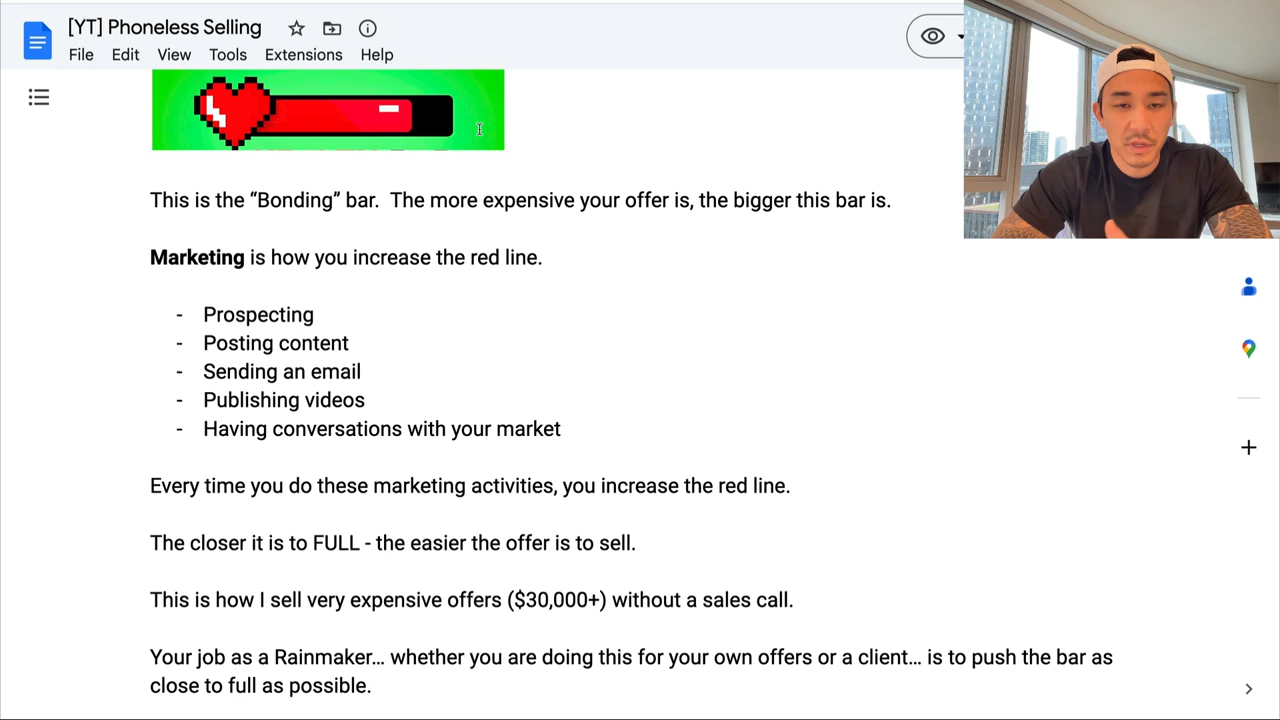 [YT] Phoneless Selling
File Edit View Tools Extensions Help
This is the “Bonding” bar.  The more expensive your offer is, the bigger this bar is.
Marketing is how you increase the red line.
- Prospecting
- Posting content
- Sending an email
- Publishing videos
- Having conversations with your market
Every time you do these marketing activities, you increase the red line.
The closer it is to FULL - the easier the offer is to sell.
This is how I sell very expensive offers ($30,000+) without a sales call.
Your job as a Rainmaker... whether you are doing this for your own offers or a client... is to push the bar as
close to full as possible.